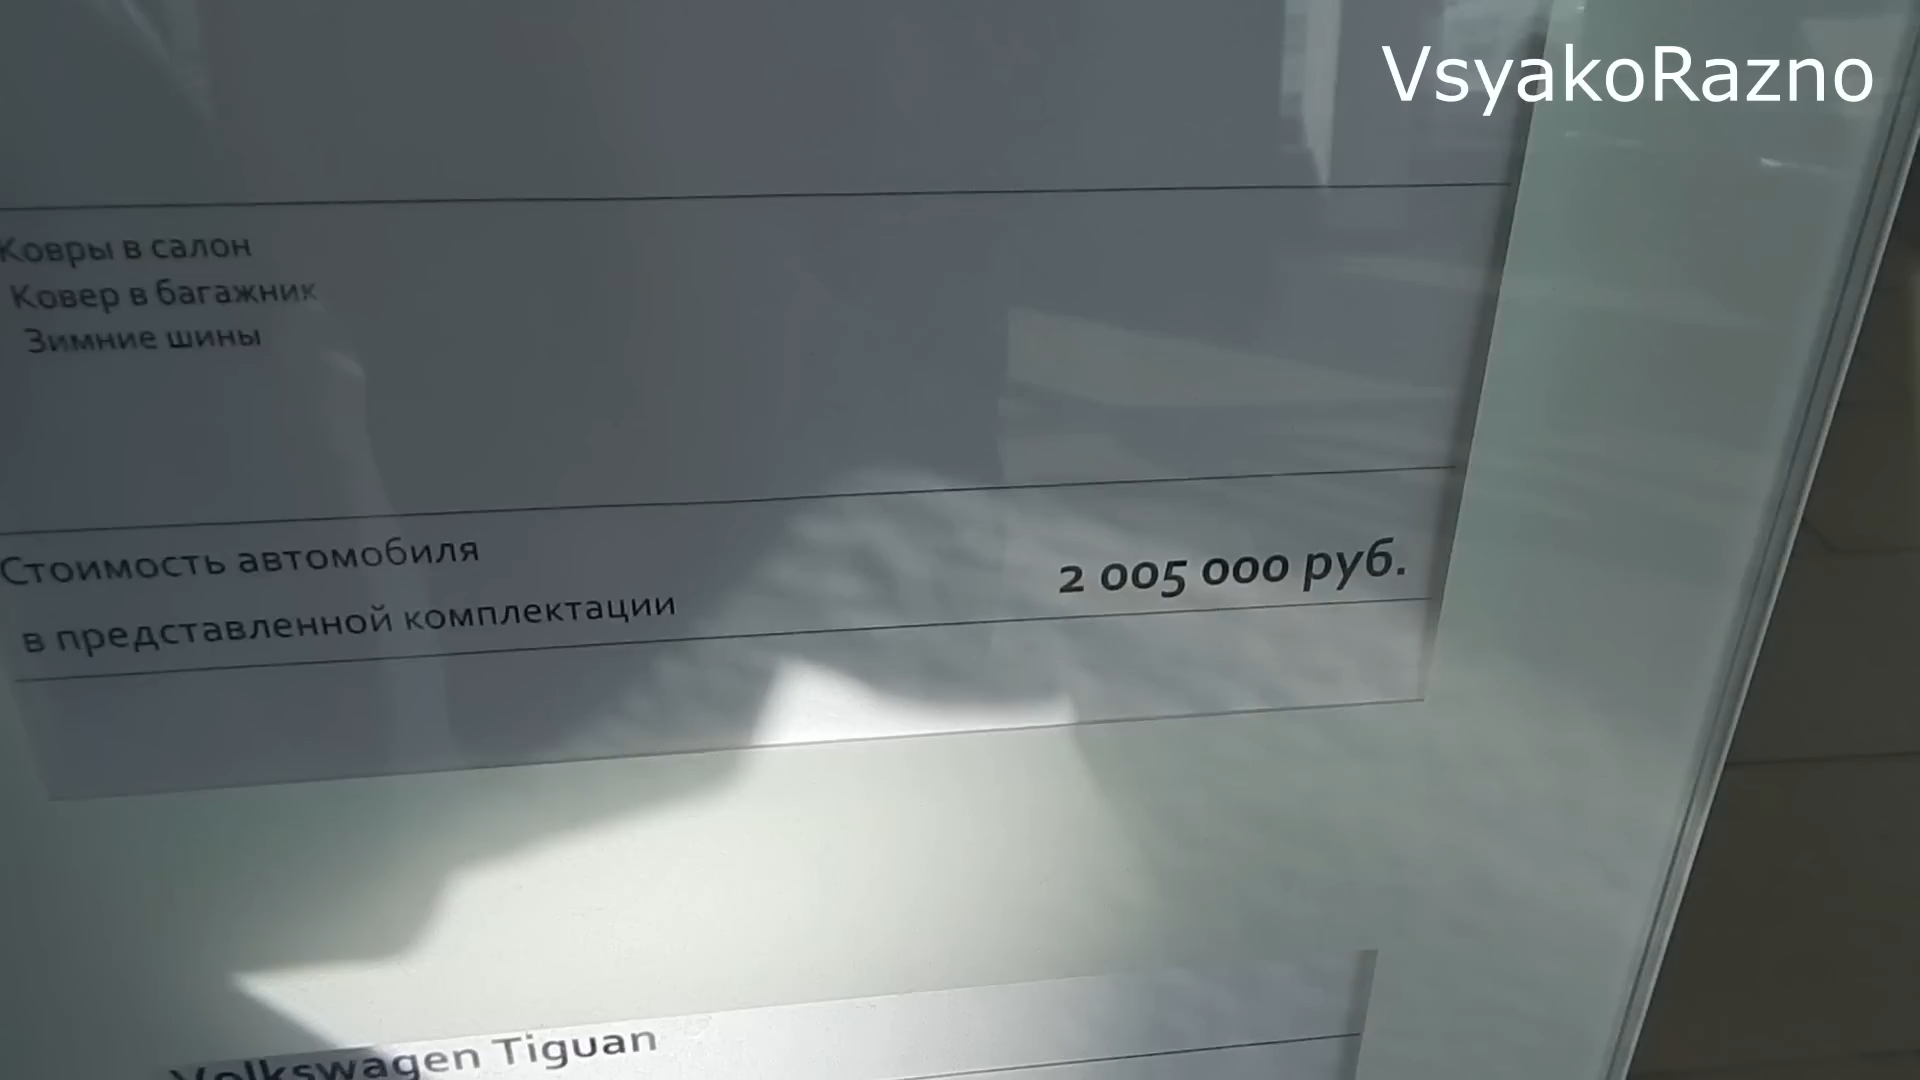 VsyakoRazno
Ковры в салон
Ковер в багажник
Зимние шины
Стоимость автомобиля
в представленной комплектации
2 005 000 руб.
Volkswagen Tiguan